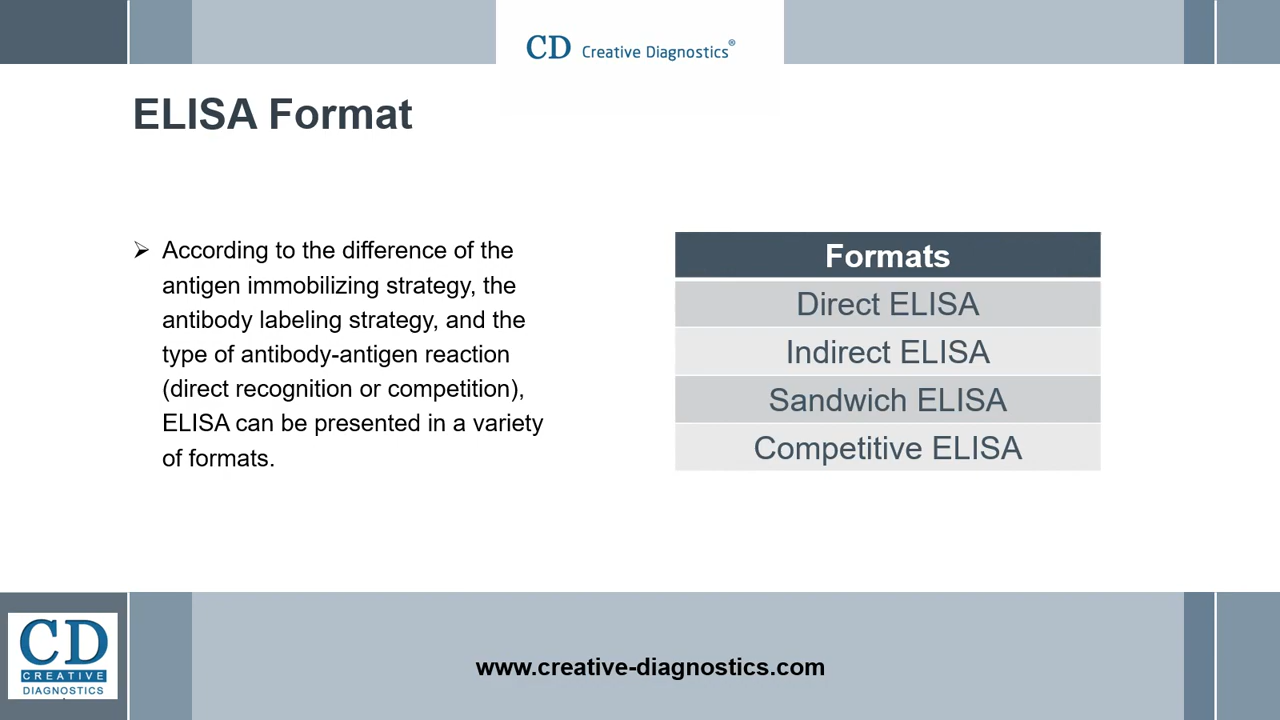 CD Creative Diagnostics®
ELISA Format
➢ According to the difference of the
antigen immobilizing strategy, the
antibody labeling strategy, and the
type of antibody-antigen reaction
(direct recognition or competition),
ELISA can be presented in a variety
of formats.
Formats
Direct ELISA
Indirect ELISA
Sandwich ELISA
Competitive ELISA
CD
CREATIVE
DIAGNOSTICS
www.creative-diagnostics.com